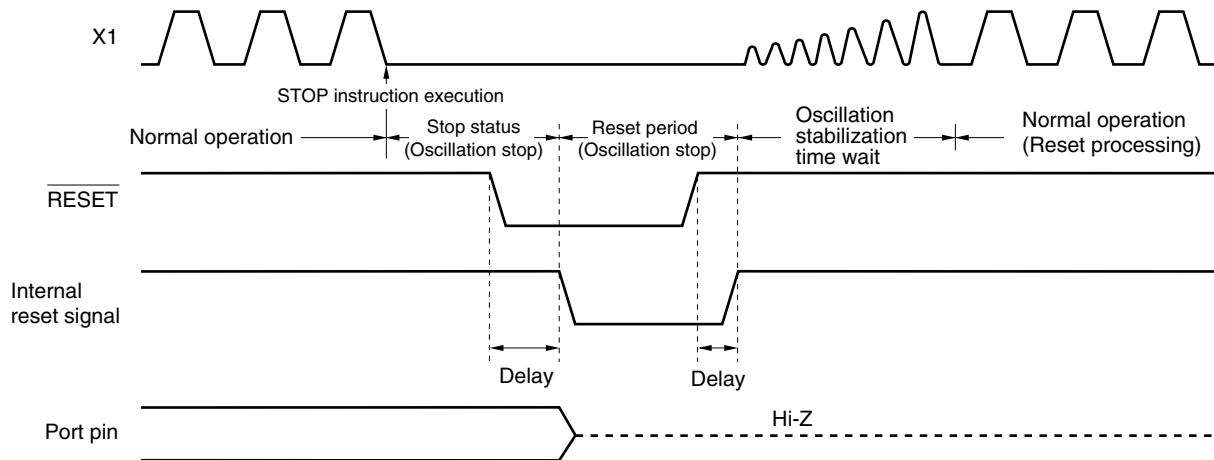 X1
STOP instruction execution
Normal operation
Stop status
(Oscillation stop)
Reset period
(Oscillation stop)
Oscillation
stabilization
time wait
Normal operation
(Reset processing)
RESET
Internal
reset signal
Delay
Delay
Hi-Z
Port pin